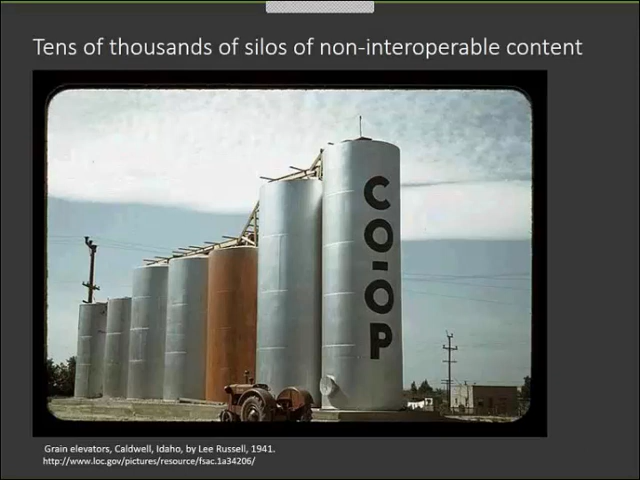 Tens of thousands of silos of non-interoperable content
CO-OP
Grain elevators, Caldwell, Idaho, by Lee Russell, 1941.
http://www.loc.gov/pictures/resource/fsac.1a34206/